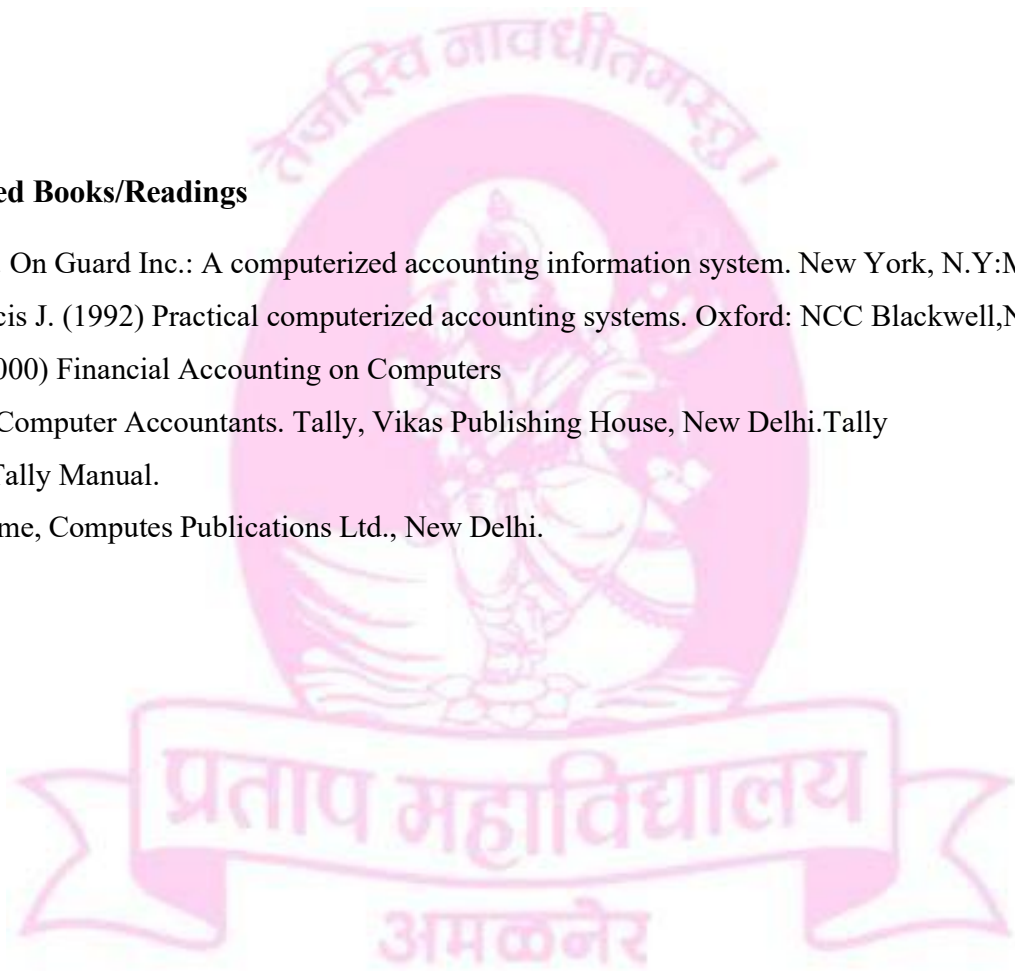 तेजस्वि नावधीतमस्तु।
ed Books/Readings
On Guard Inc.: A computerized accounting information system. New York, N.Y:M
cis J. (1992) Practical computerized accounting systems. Oxford: NCC Blackwell,N
000) Financial Accounting on Computers
Computer Accountants. Tally, Vikas Publishing House, New Delhi.Tally
Tally Manual.
me, Computes Publications Ltd., New Delhi.
प्रताप महाविद्यालय
अमळनेर